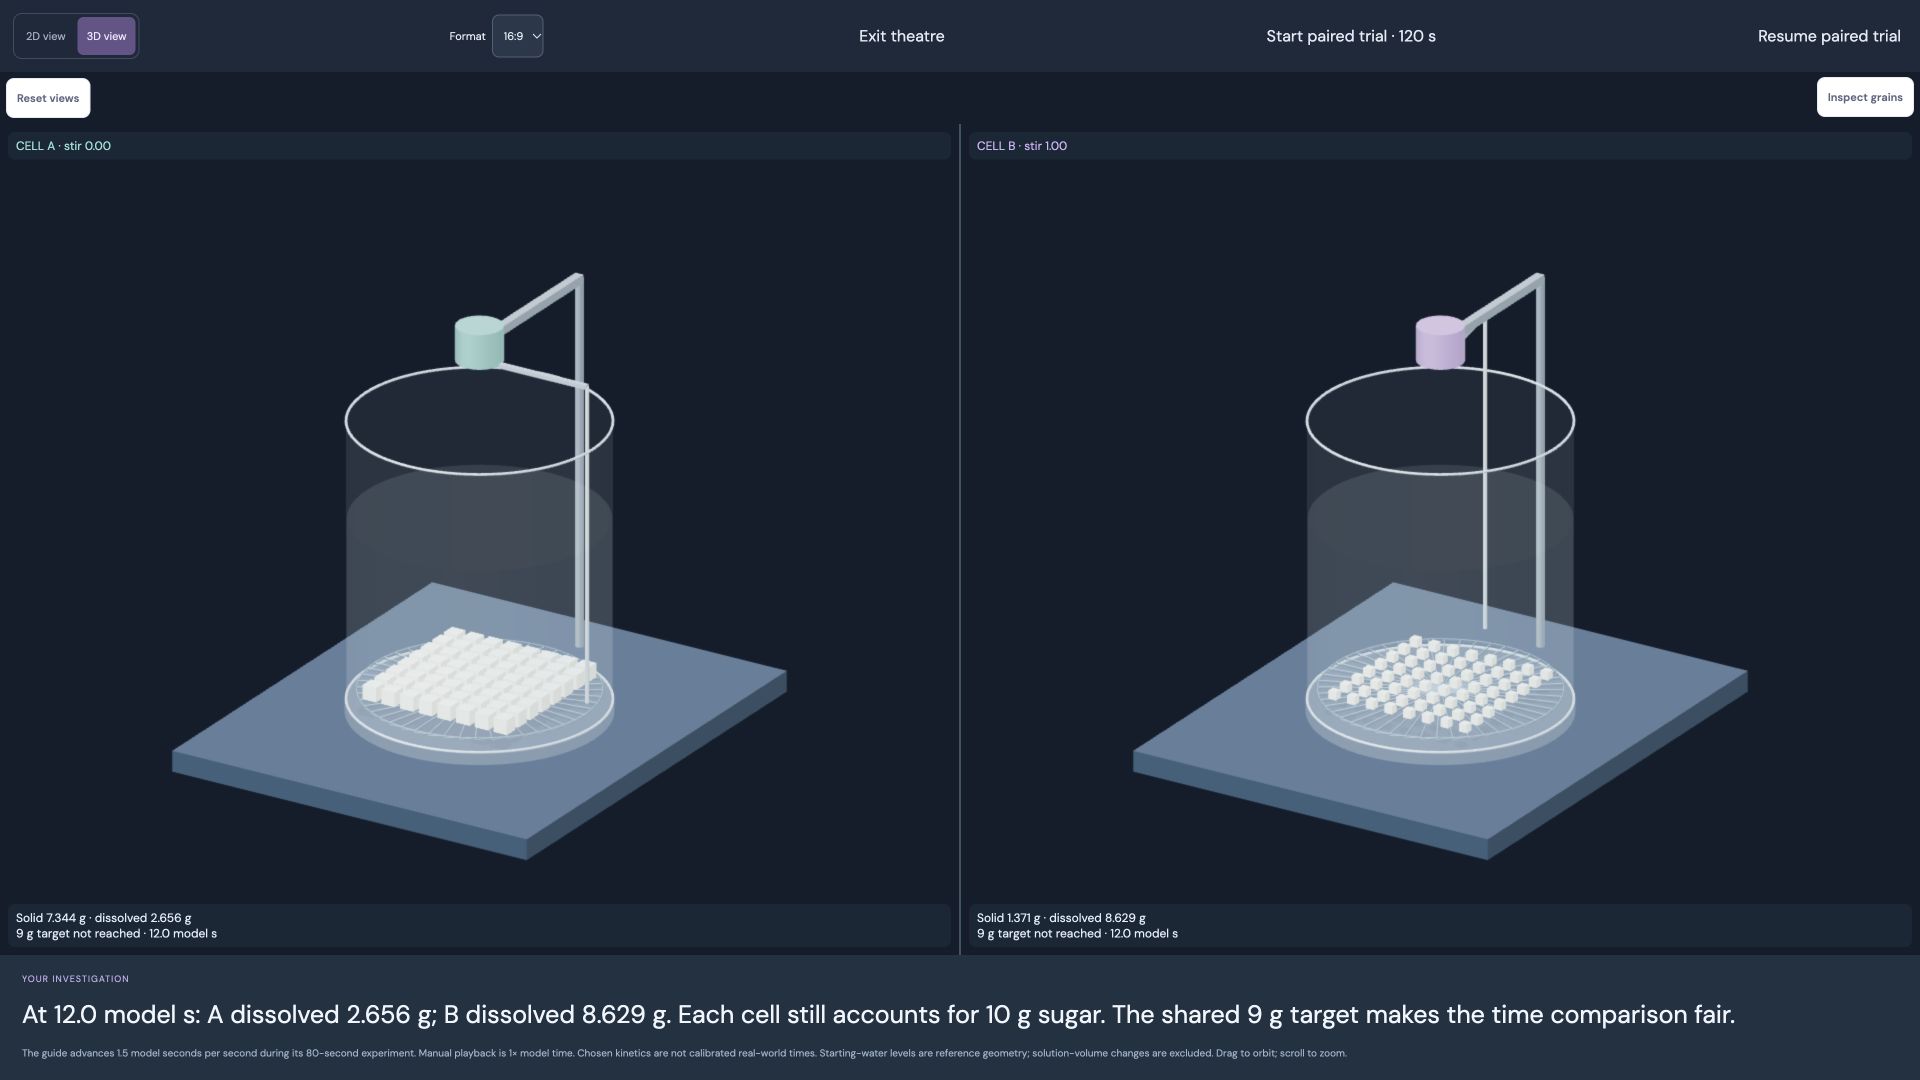 2D view
3D view
Format
16:9
Exit theatre
Start paired trial · 120 s
Resume paired trial
Reset views
Inspect grains
CELL A · stir 0.00
CELL B · stir 1.00
Solid 7.344 g · dissolved 2.656 g
9 g target not reached · 12.0 model s
Solid 1.371 g · dissolved 8.629 g
9 g target not reached · 12.0 model s
YOUR INVESTIGATION
At 12.0 model s: A dissolved 2.656 g; B dissolved 8.629 g. Each cell still accounts for 10 g sugar. The shared 9 g target makes the time comparison fair.
The guide advances 1.5 model seconds per second during its 80-second experiment. Manual playback is 1× model time. Chosen kinetics are not calibrated real-world times. Starting-water levels are reference geometry; solution-volume changes are excluded. Drag to orbit; scroll to zoom.